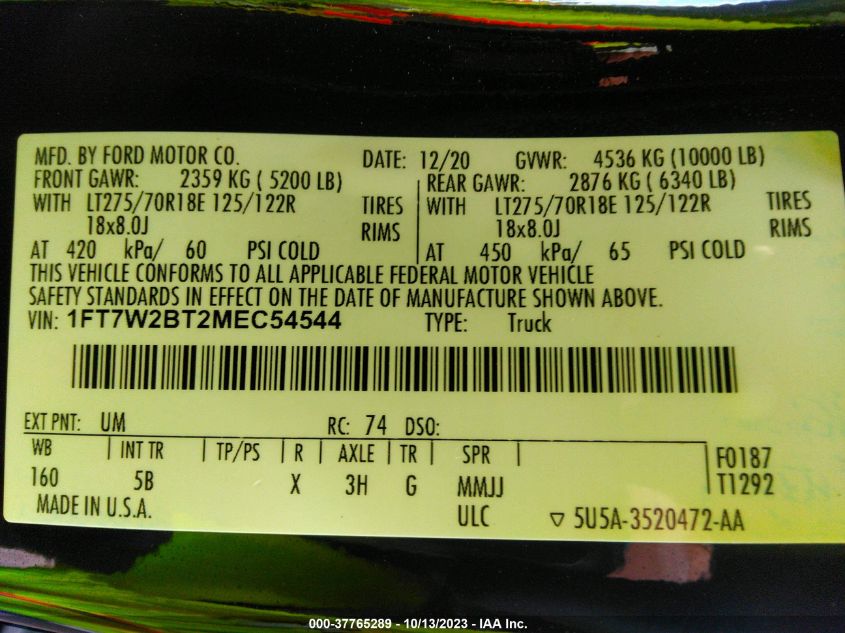 MFD. BY FORD MOTOR CO. DATE: 12/20 GVWR: 4536 KG (10000 LB)
FRONT GAWR: 2359 KG ( 5200 LB) REAR GAWR: 2876 KG ( 6340 LB)
WITH LT275/70R18E 125/122R TIRES WITH LT275/70R18E 125/122R TIRES
18x8.0J RIMS 18x8.0J RIMS
AT 420 kPa/ 60 PSI COLD AT 450 kPa/ 65 PSI COLD
THIS VEHICLE CONFORMS TO ALL APPLICABLE FEDERAL MOTOR VEHICLE
SAFETY STANDARDS IN EFFECT ON THE DATE OF MANUFACTURE SHOWN ABOVE.
VIN: 1FT7W2BT2MEC54544 TYPE: Truck
EXT PNT: UM RC: 74 DSO:
WB INT TR TP/PS R AXLE TR SPR F0187
160 5B X 3H G MMJJ T1292
MADE IN U.S.A. ULC 5U5A-3520472-AA
000-37765289 - 10/13/2023 - IAA Inc.